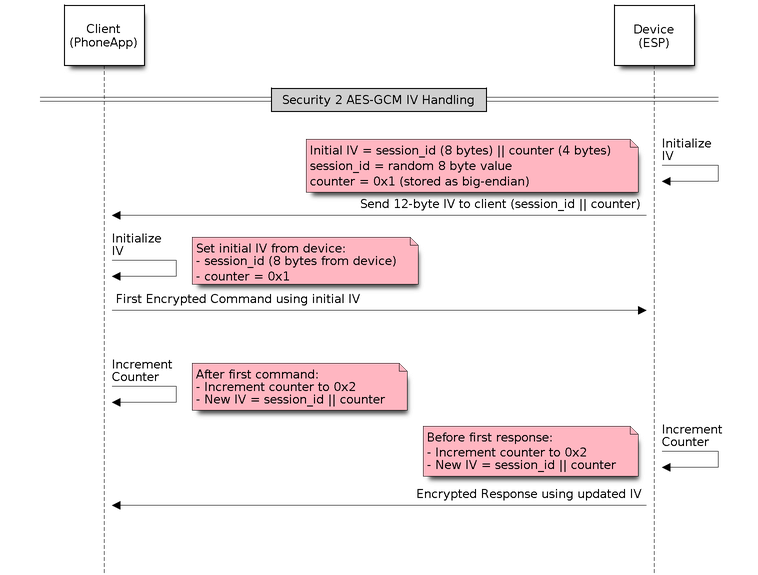 Client
(PhoneApp)
Device
(ESP)
Security 2 AES-GCM IV Handling
Initial IV = session_id (8 bytes) || counter (4 bytes)
session_id = random 8 byte value
counter = 0x1 (stored as big-endian)
Initialize
IV
Send 12-byte IV to client (session_id || counter)
Initialize
IV
Set initial IV from device:
- session_id (8 bytes from device)
- counter = 0x1
First Encrypted Command using initial IV
Increment
Counter
After first command:
- Increment counter to 0x2
- New IV = session_id || counter
Before first response:
- Increment counter to 0x2
- New IV = session_id || counter
Increment
Counter
Encrypted Response using updated IV